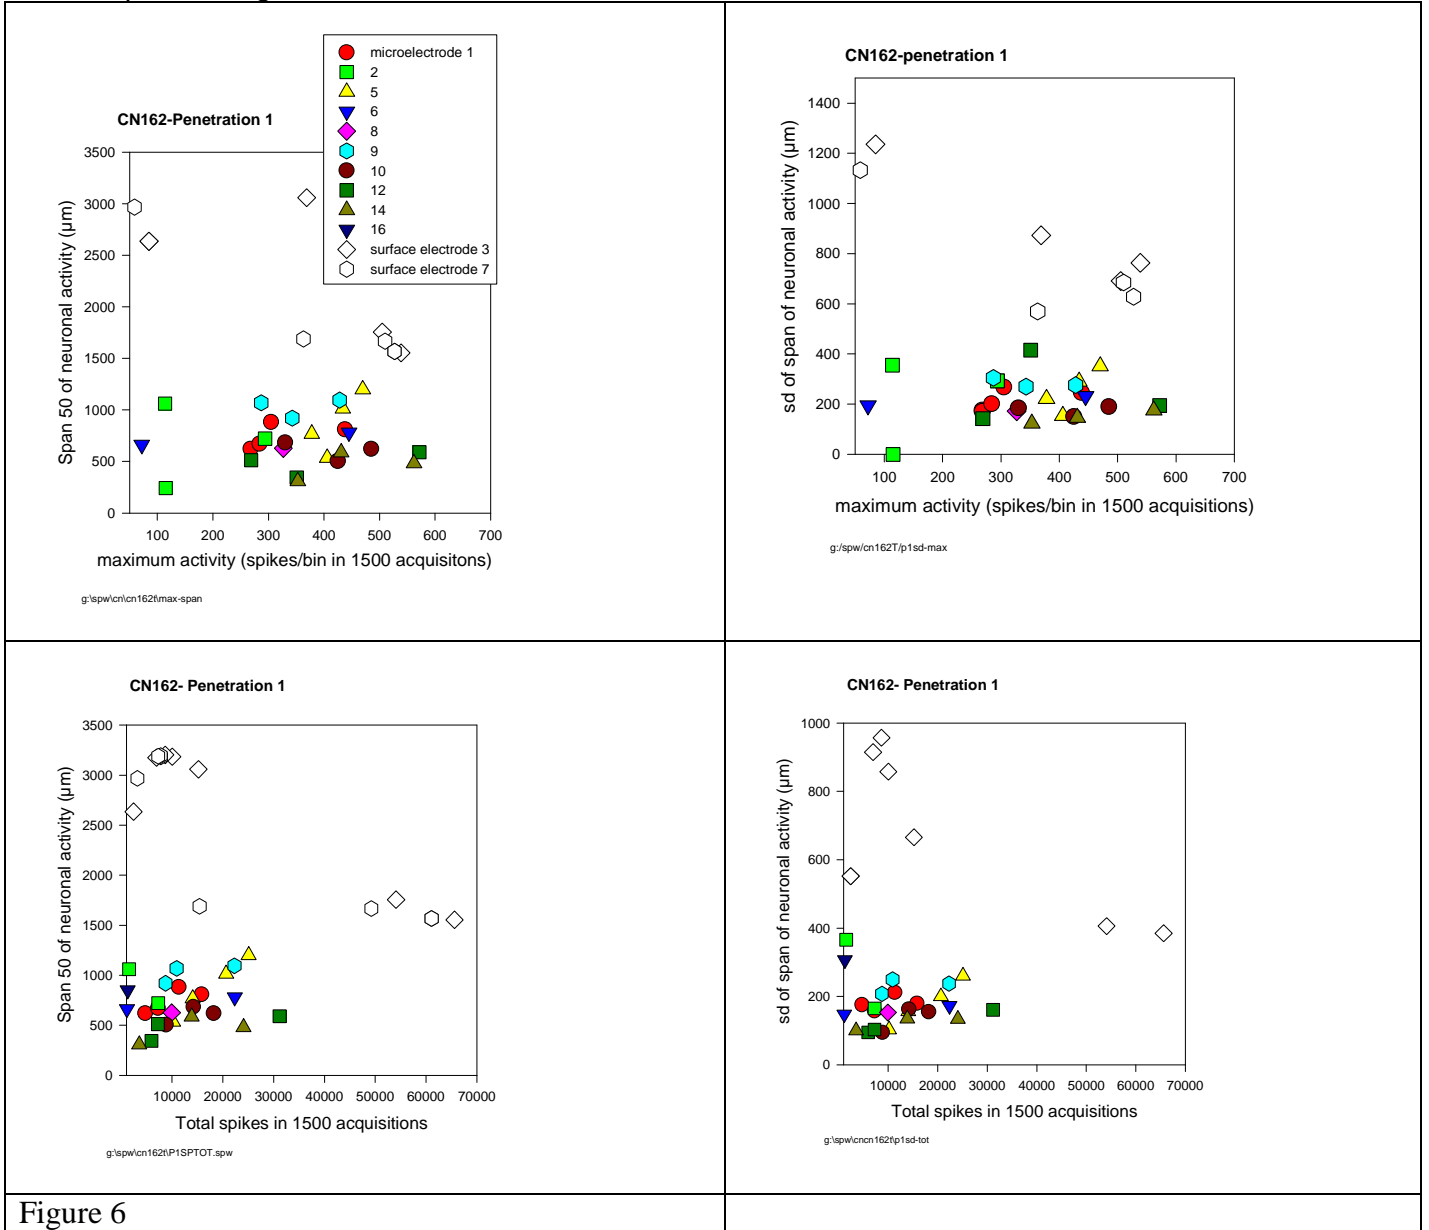 CN162-Penetration 1
microelectrode 1
2
5
6
8
9
10
12
14
16
surface electrode 3
surface electrode 7
Span 50 of neuronal activity (µm)
3500
3000
2500
2000
1500
1000
500
0
100 200 300 400 500 600 700
maximum activity (spikes/bin in 1500 acquisitons)
g:\spw\cn\cn162t\max-span
CN162-penetration 1
sd of span of neuronal activity (µm)
1400
1200
1000
800
600
400
200
0
100 200 300 400 500 600 700
maximum activity (spikes/bin in 1500 acquisitions)
g:/spw/cn162T/p1sd-max
CN162- Penetration 1
Span 50 of neuronal activity (µm)
3500
3000
2500
2000
1500
1000
500
0
10000 20000 30000 40000 50000 60000 70000
Total spikes in 1500 acquisitions
g:\spw\cn162t\P1SPTOT.spw
CN162- Penetration 1
sd of span of neuronal activity (µm)
1000
800
600
400
200
0
10000 20000 30000 40000 50000 60000 70000
Total spikes in 1500 acquisitions
g:\spw\cncn162t\p1sd-tot
Figure 6